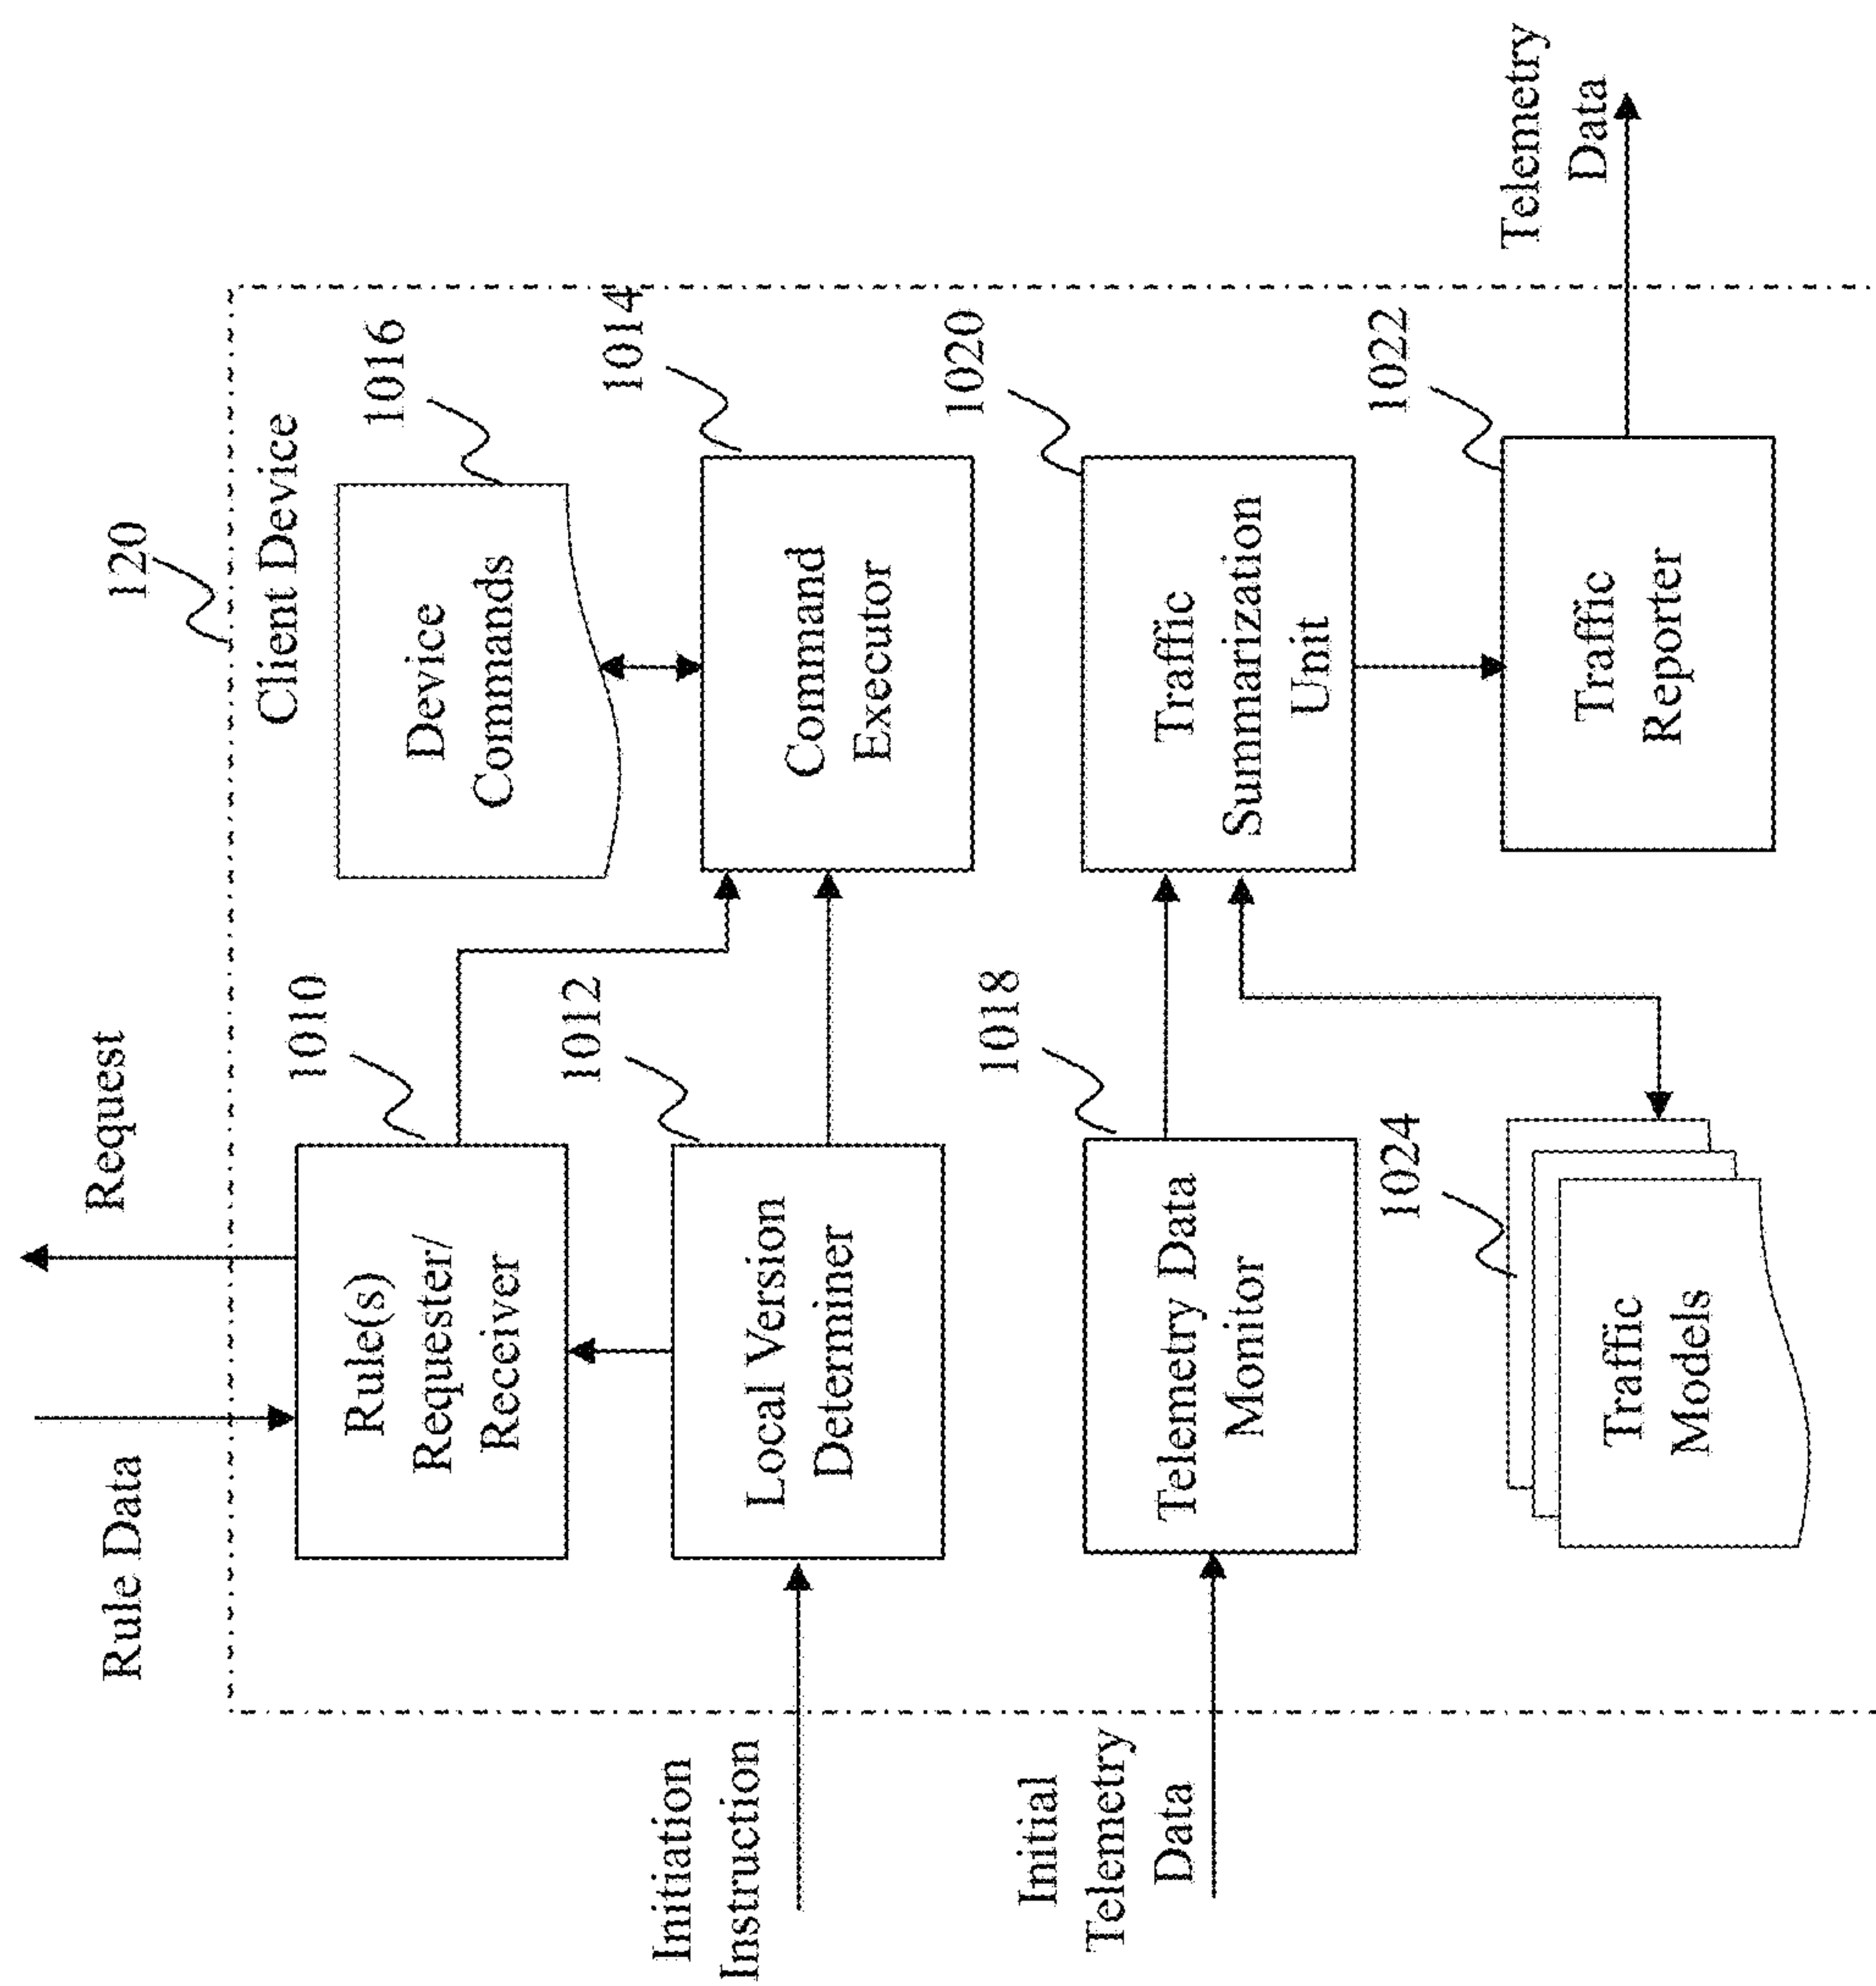 120
Request
Rule Data
Client Device
1010
1016
Rule(s)
Requester/
Receiver
Device
Commands
1012
1014
Initiation
Instruction
Local Version
Determiner
Command
Executor
1018
1020
Initial
Telemetry
Data
Telemetry Data
Monitor
Traffic
Summarization
Unit
1024
1022
Traffic
Models
Traffic
Reporter
Telemetry
Data